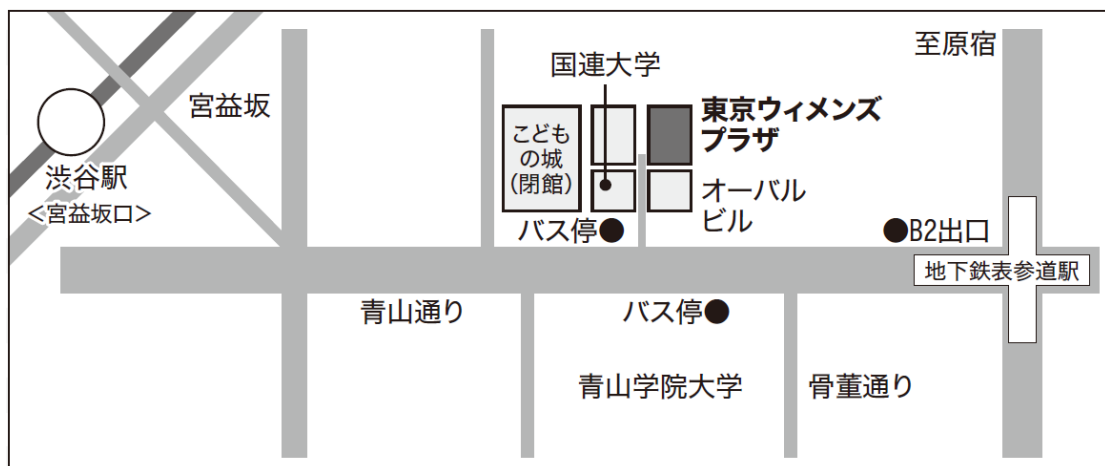 至原宿
国連大学
宮益坂
東京ウィメンズ
プラザ
こども
の城
(閉館)
渋谷駅
<宮益坂口>
オーバル
ビル
バス停●
●B2出口
地下鉄表参道駅
青山通り
バス停●
青山学院大学
骨董通り